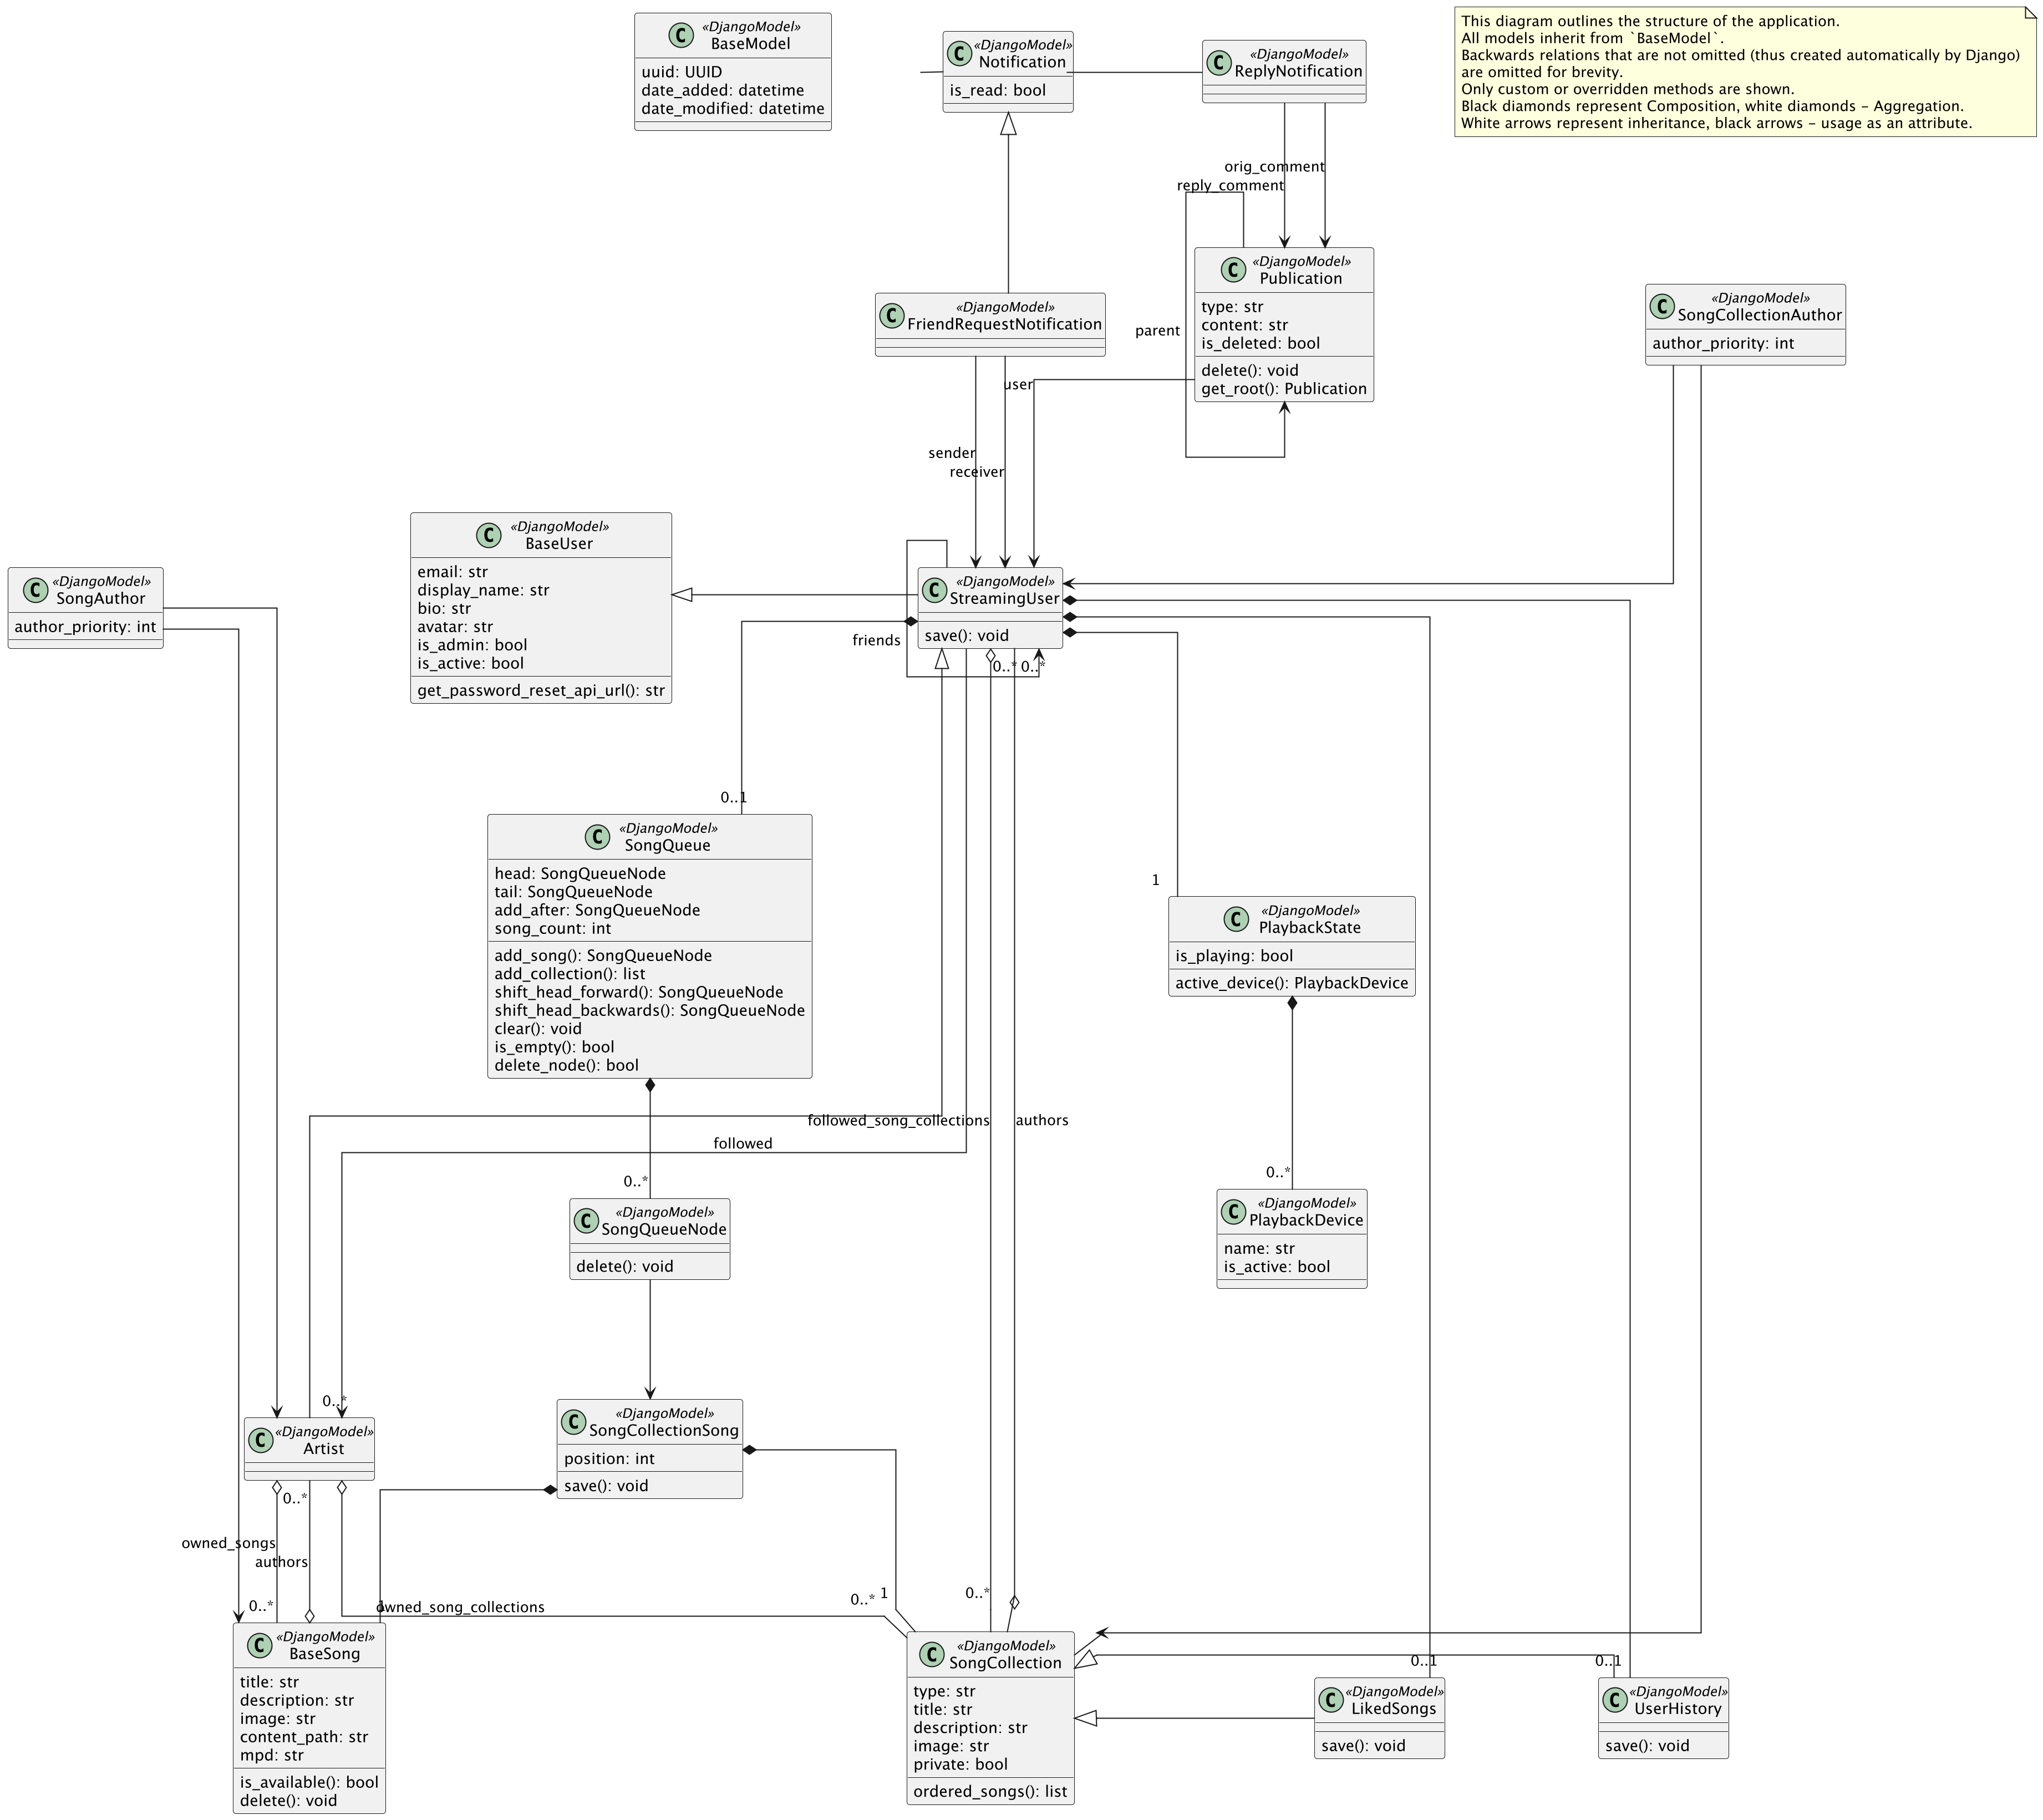 C
«DjangoModel»
BaseModel
uuid: UUID
date_added: datetime
date_modified: datetime
C
«DjangoModel»
Notification
is_read: bool
C
«DjangoModel»
ReplyNotification
This diagram outlines the structure of the application.
All models inherit from `BaseModel`.
Backwards relations that are not omitted (thus created automatically by Django)
are omitted for brevity.
Only custom or overridden methods are shown.
Black diamonds represent Composition, white diamonds - Aggregation.
White arrows represent inheritance, black arrows - usage as an attribute.
orig_comment
reply_comment
C
«DjangoModel»
Publication
type: str
content: str
is_deleted: bool
delete(): void
get_root(): Publication
parent
C
«DjangoModel»
FriendRequestNotification
C
«DjangoModel»
SongCollectionAuthor
author_priority: int
user
sender
receiver
C
«DjangoModel»
BaseUser
email: str
display_name: str
bio: str
avatar: str
is_admin: bool
is_active: bool
get_password_reset_api_url(): str
C
«DjangoModel»
SongAuthor
author_priority: int
C
«DjangoModel»
StreamingUser
save(): void
friends
0..*
0..*
0..1
C
«DjangoModel»
SongQueue
head: SongQueueNode
tail: SongQueueNode
add_after: SongQueueNode
song_count: int
add_song(): SongQueueNode
add_collection(): list
shift_head_forward(): SongQueueNode
shift_head_backwards(): SongQueueNode
clear(): void
is_empty(): bool
delete_node(): bool
1
C
«DjangoModel»
PlaybackState
is_playing: bool
active_device(): PlaybackDevice
followed_song_collections
authors
followed
0..*
0..*
C
«DjangoModel»
SongQueueNode
delete(): void
C
«DjangoModel»
PlaybackDevice
name: str
is_active: bool
0..*
C
«DjangoModel»
Artist
C
«DjangoModel»
SongCollectionSong
position: int
save(): void
0..*
owned_songs
authors
0..*
1
owned_song_collections
0..*
1
0..*
C
«DjangoModel»
BaseSong
title: str
description: str
image: str
content_path: str
mpd: str
is_available(): bool
delete(): void
C
«DjangoModel»
SongCollection
type: str
title: str
description: str
image: str
private: bool
ordered_songs(): list
0..1
C
«DjangoModel»
LikedSongs
save(): void
0..1
C
«DjangoModel»
UserHistory
save(): void